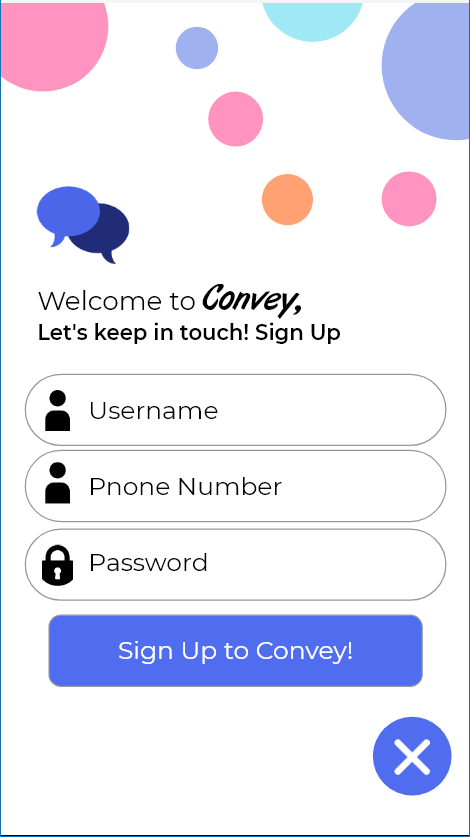 Welcome to Convey,
Let's keep in touch! Sign Up
Username
Pnone Number
Password
Sign Up to Convey!